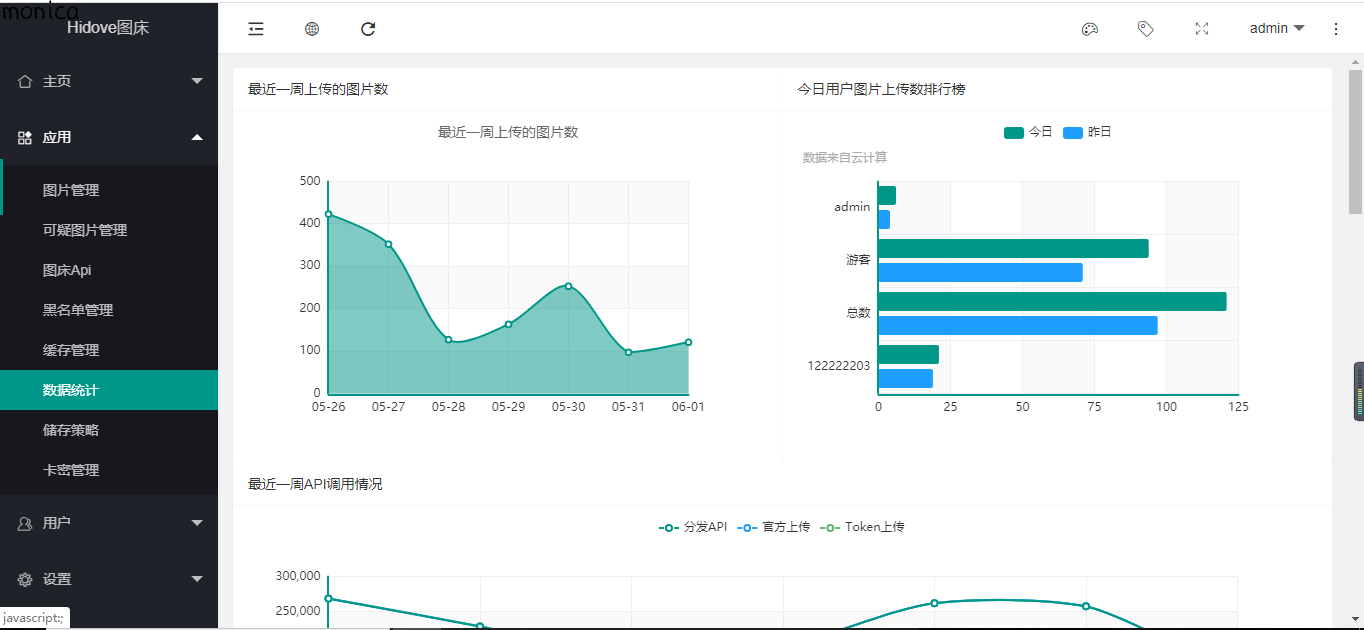 monica
Hidove图床
admin
主页
应用
图片管理
可疑图片管理
图床Api
黑名单管理
缓存管理
数据统计
储存策略
卡密管理
用户
设置
javascript:;
最近一周上传的图片数
最近一周上传的图片数
500
400
300
200
100
0
05-26 05-27 05-28 05-29 05-30 05-31 06-01
今日用户图片上传数排行榜
今日 昨日
数据来自云计算
admin
游客
总数
122222203
0 25 50 75 100 125
最近一周API调用情况
分发API 官方上传 Token上传
300,000
250,000